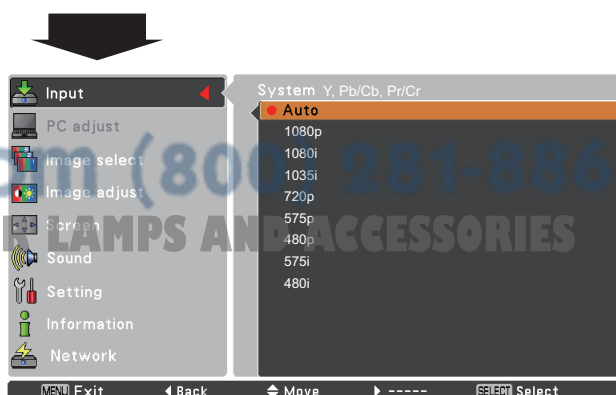 Input
PC adjust
Image select
Image adjust
Screen
Sound
Setting
Information
Network
System Y, Pb/Cb, Pr/Cr
Auto
1080p
1080i
1035i
720p
575p
480p
575i
480i
om (800) 281-886
R LAMPS AND ACCESSORIES
MENU Exit
Back
Move
-----
SELECT Select